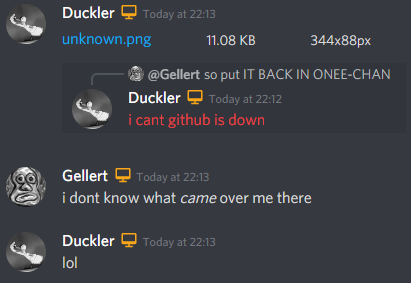 Duckler Today at 22:13
unknown.png 11.08 KB 344x88px
@Gellert so put IT BACK IN ONEE-CHAN
Duckler Today at 22:12
i cant github is down
Gellert Today at 22:13
i dont know what came over me there
Duckler Today at 22:13
lol